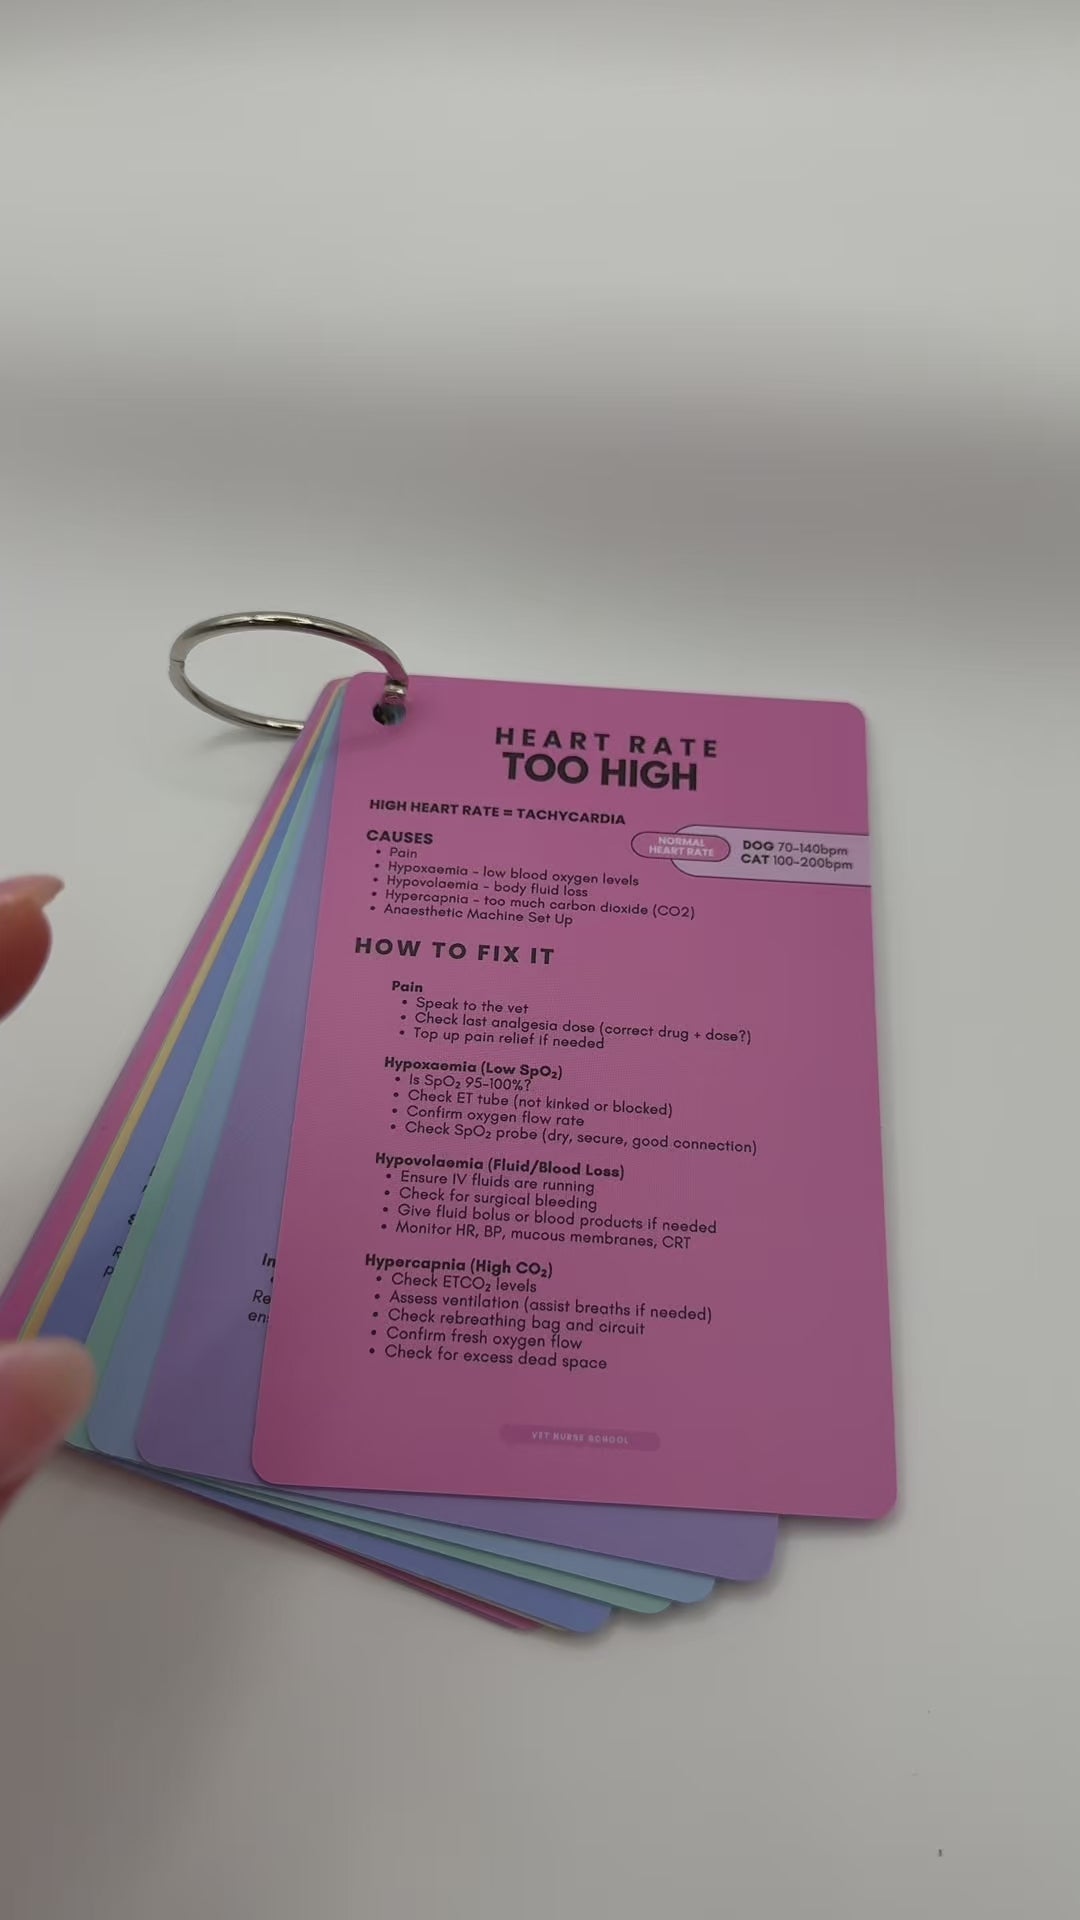 HEART RATE
TOO HIGH
HIGH HEART RATE = TACHYCARDIA
NORMAL
HEART RATE
DOG 70-140bpm
CAT 100-200bpm
CAUSES
• Pain
• Hypoxaemia - low blood oxygen levels
• Hypovolaemia - body fluid loss
• Hypercapnia - too much carbon dioxide (CO2)
• Anaesthetic Machine Set Up
HOW TO FIX IT
Pain
• Speak to the vet
• Check last analgesia dose (correct drug + dose?)
• Top up pain relief if needed
Hypoxaemia (Low SpO₂)
• Is SpO₂ 95-100%?
• Check ET tube (not kinked or blocked)
• Confirm oxygen flow rate
• Check SpO₂ probe (dry, secure, good connection)
Hypovolaemia (Fluid/Blood Loss)
• Ensure IV fluids are running
• Check for surgical bleeding
• Give fluid bolus or blood products if needed
• Monitor HR, BP, mucous membranes, CRT
Hypercapnia (High CO₂)
• Check ETCO₂ levels
• Assess ventilation (assist breaths if needed)
• Check rebreathing bag and circuit
• Confirm fresh oxygen flow
• Check for excess dead space
VET NURSE SCHOOL
In
Re
en